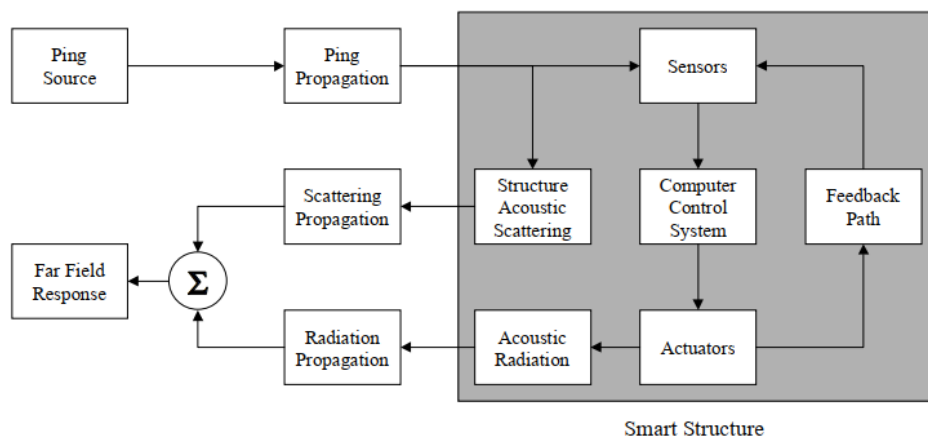 Ping
Source
Ping
Propagation
Sensors
Scattering
Propagation
Structure
Acoustic
Scattering
Computer
Control
System
Feedback
Path
Far Field
Response
Σ
Radiation
Propagation
Acoustic
Radiation
Actuators
Smart Structure